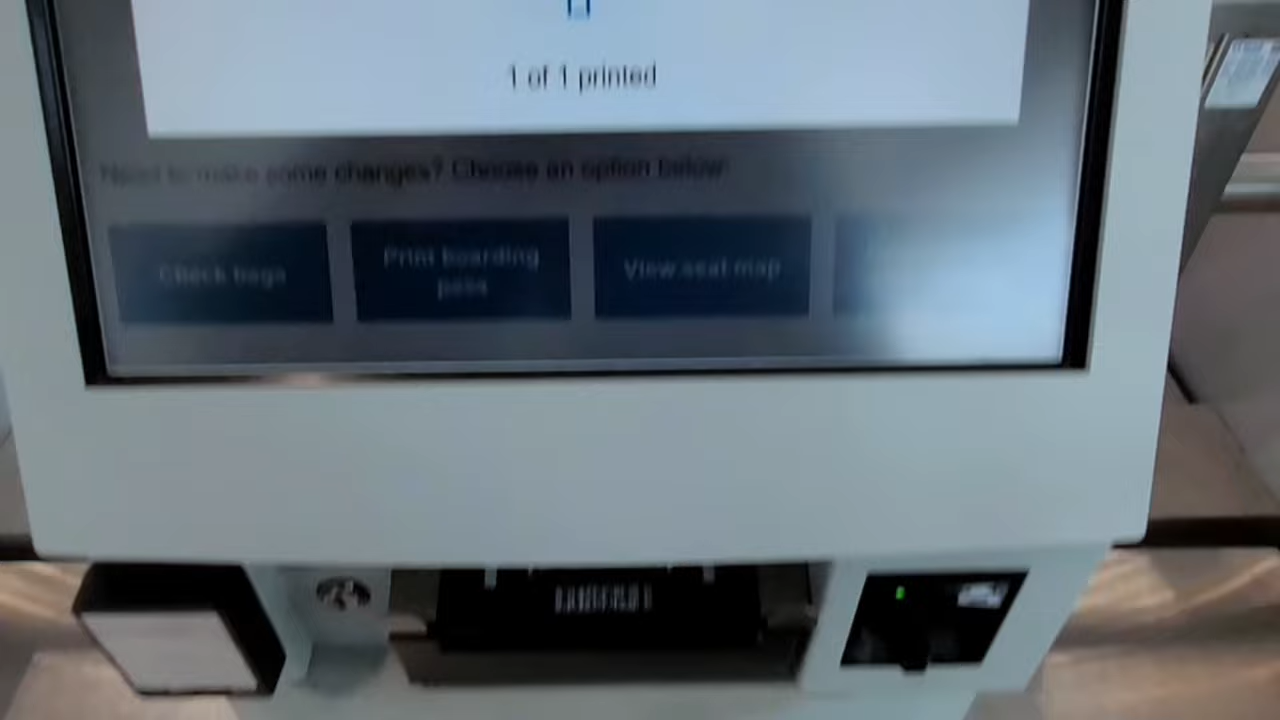 1 of 1 printed
Need to make some changes? Choose an option below:
Check bags
Print boarding
pass
View seat map